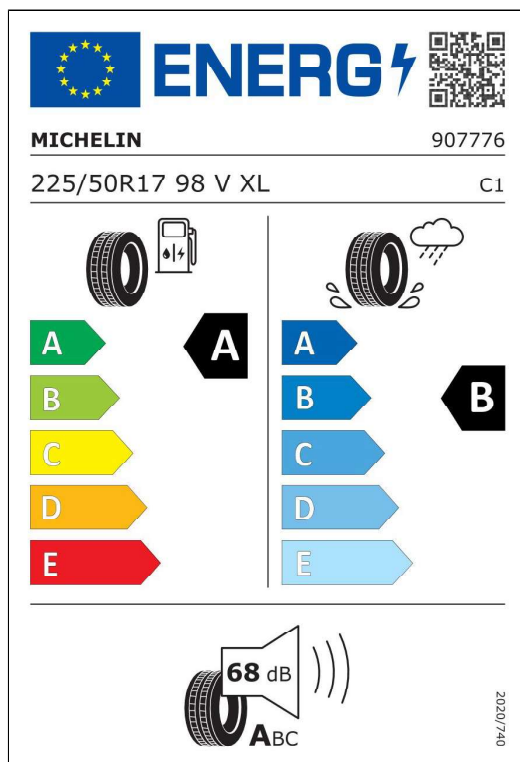 ENERG
MICHELIN 907776
225/50R17 98 V XL C1
A A A
B B B
C C
D D
E E
68 dB
ABC
2020/740